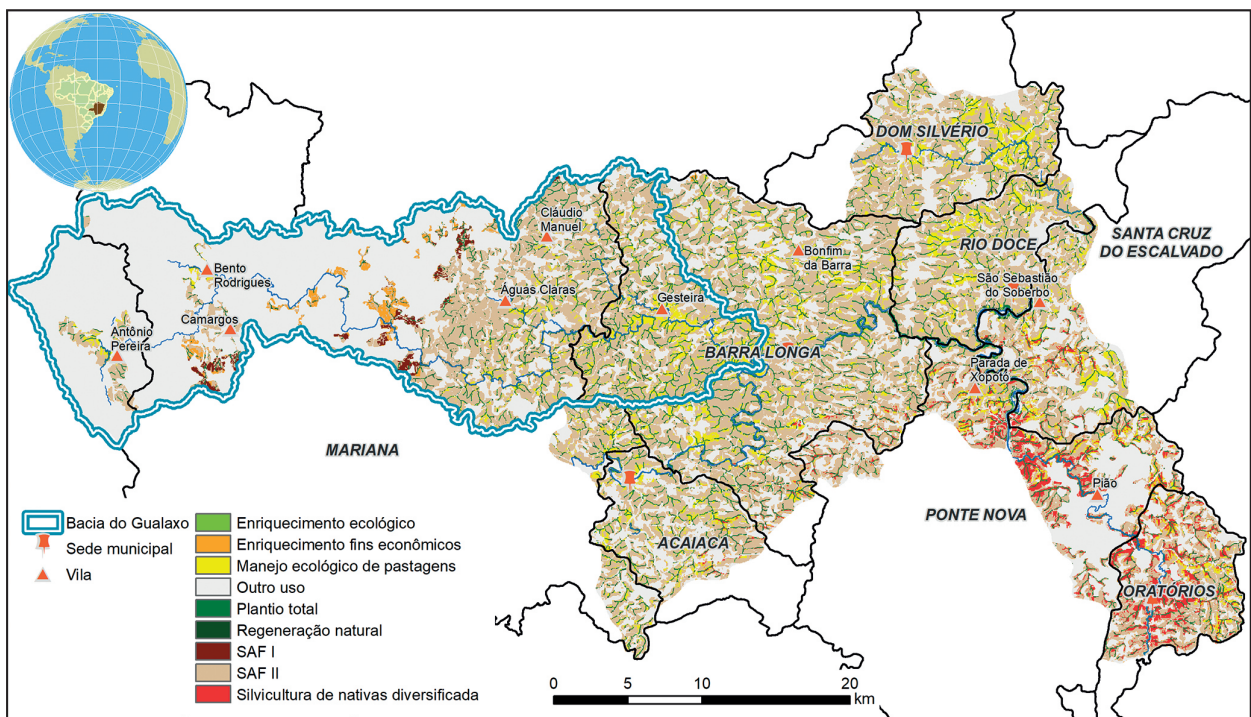 DOM SILVÉRIO
Cláudio
Manuel
SANTA CRUZ
DO ESCALVADO
RIO DOCE
Bonfim
da Barra
Bento
Rodrigues
São Sebastião
do Soberbo
Águas Claras
Gesteira
Camargos
Antônio
Pereira
BARRA LONGA
Parada de
Xopotó
MARIANA
Pião
PONTE NOVA
ACAIACA
ORATÓRIOS
Bacia do Gualaxo
Sede municipal
Vila
Enriquecimento ecológico
Enriquecimento fins econômicos
Manejo ecológico de pastagens
Outro uso
Plantio total
Regeneração natural
SAF I
SAF II
Silvicultura de nativas diversificada
0 5 10 20
km